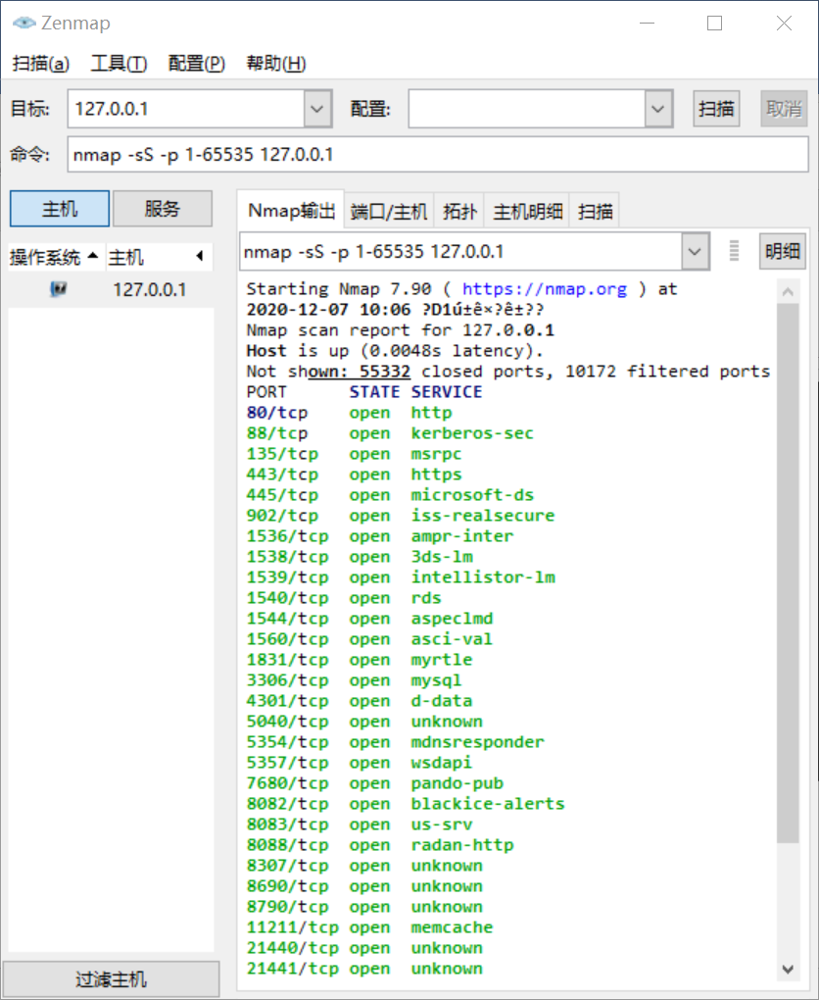 Zenmap
扫描(a) 工具(T) 配置(P) 帮助(H)
目标: 127.0.0.1 配置: 扫描 取消
命令: nmap -sS -p 1-65535 127.0.0.1
主机 服务
操作系统 主机
127.0.0.1
过滤主机
Nmap输出 端口/主机 拓扑 主机明细 扫描
nmap -sS -p 1-65535 127.0.0.1 明细
Starting Nmap 7.90 ( https://nmap.org ) at
2020-12-07 10:06 ?D1ú±ê×?ê±??
Nmap scan report for 127.0.0.1
Host is up (0.0048s latency).
Not shown: 55332 closed ports, 10172 filtered ports
PORT STATE SERVICE
80/tcp open http
88/tcp open kerberos-sec
135/tcp open msrpc
443/tcp open https
445/tcp open microsoft-ds
902/tcp open iss-realsecure
1536/tcp open ampr-inter
1538/tcp open 3ds-lm
1539/tcp open intellistor-lm
1540/tcp open rds
1544/tcp open aspeclmd
1560/tcp open asci-val
1831/tcp open myrtle
3306/tcp open mysql
4301/tcp open d-data
5040/tcp open unknown
5354/tcp open mdnsresponder
5357/tcp open wsdapi
7680/tcp open pando-pub
8082/tcp open blackice-alerts
8083/tcp open us-srv
8088/tcp open radan-http
8307/tcp open unknown
8690/tcp open unknown
8790/tcp open unknown
11211/tcp open memcache
21440/tcp open unknown
21441/tcp open unknown